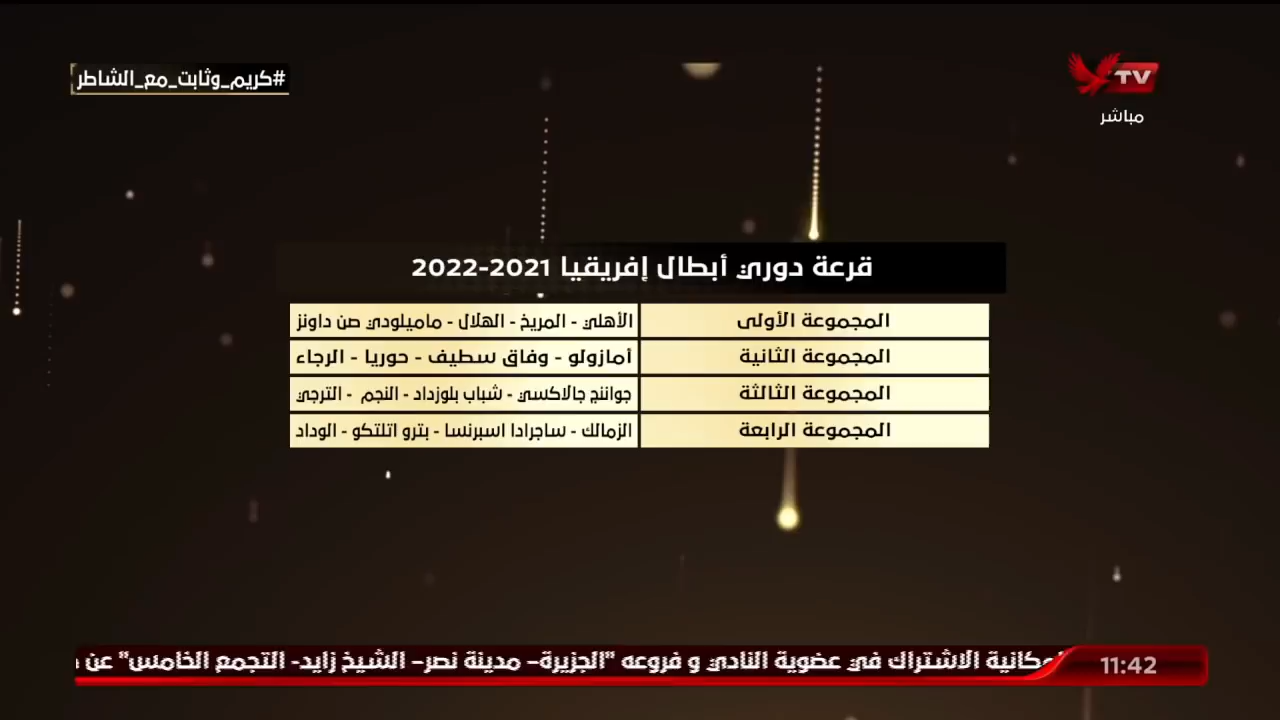 #كريم_وثابت_مع_الشاطر
TV
مباشر
قرعة دوري أبطال إفريقيا 2021-2022
المجموعة الأولى
الأهلي - المريخ - الهلال - ماميلودي صن داونز
المجموعة الثانية
أمازولو - وفاق سطيف - حوريا - الرجاء
المجموعة الثالثة
جواننج جالاكسي - شباب بلوزداد - النجم - الترجي
المجموعة الرابعة
الزمالك - ساجرادا اسبرنسا - بترو اتلتكو - الوداد
11:42
الاشتراك في عضوية النادي و فروعه "الجزيرة– مدينة نصر– الشيخ زايد- التجمع الخامس" عن